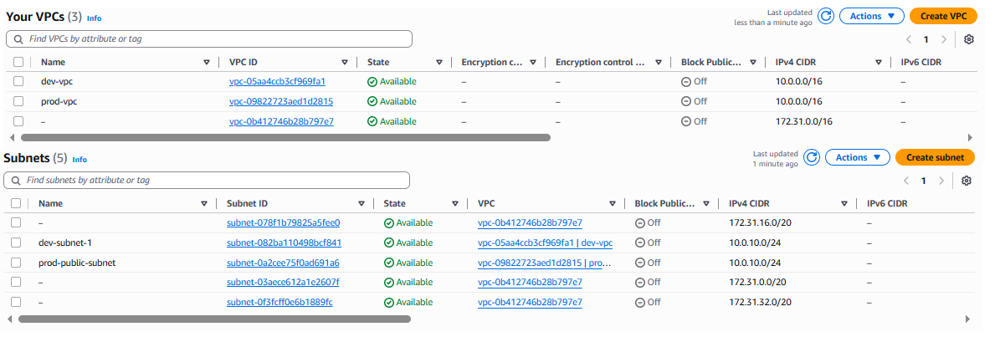 Your VPCs (3) Info
Last updated
less than a minute ago
Actions
Create VPC
Find VPCs by attribute or tag
1
Name VPC ID State Encryption c... Encryption control ... Block Public... IPv4 CIDR IPv6 CIDR
dev-vpc vpc-05aa4ccb3cf969fa1 Available – – Off 10.0.0.0/16 –
prod-vpc vpc-09822723aed1d2815 Available – – Off 10.0.0.0/16 –
– vpc-0b412746b28b797e7 Available – – Off 172.31.0.0/16 –
Subnets (5) Info
Last updated
1 minute ago
Actions
Create subnet
Find subnets by attribute or tag
1
Name Subnet ID State VPC Block Public... IPv4 CIDR IPv6 CIDR
– subnet-078f1b79825a5fee0 Available vpc-0b412746b28b797e7 Off 172.31.16.0/20 –
dev-subnet-1 subnet-082ba110498bcf841 Available vpc-05aa4ccb3cf969fa1 | dev-vpc Off 10.0.10.0/24 –
prod-public-subnet subnet-0a2cee75f0ad691a6 Available vpc-09822723aed1d2815 | pro... Off 10.0.10.0/24 –
– subnet-03aece612a1e2607f Available vpc-0b412746b28b797e7 Off 172.31.0.0/20 –
– subnet-0f3fcff0e6b1889fc Available vpc-0b412746b28b797e7 Off 172.31.32.0/20 –